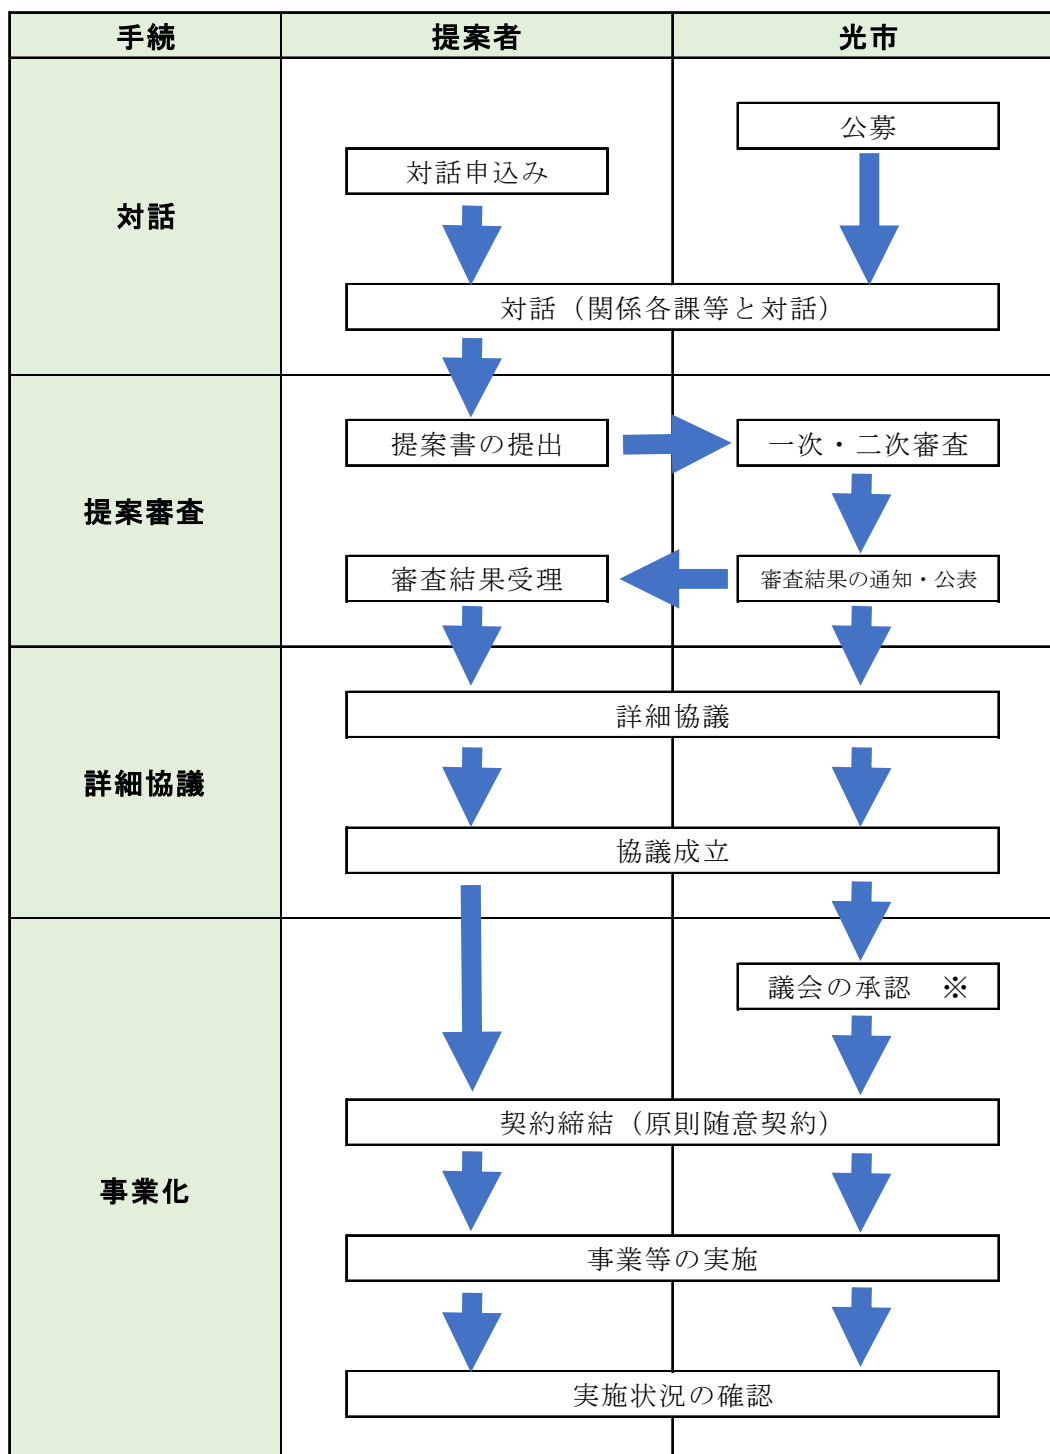 手続
提案者
光市
対話
公募
対話申込み
対話（関係各課等と対話）
提案審査
提案書の提出
一次・二次審査
審査結果受理
審査結果の通知・公表
詳細協議
詳細協議
協議成立
事業化
議会の承認　※
契約締結（原則随意契約）
事業等の実施
実施状況の確認